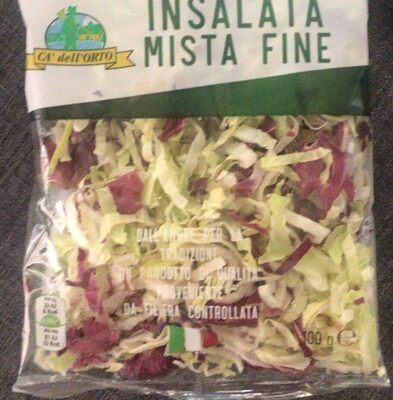 INSALATA
MISTA FINE
CA' dell'ORTO
DALL'AMORE PER LA
TRADIZIONE
UN PRODOTTO DI QUALITÀ
PROVENIENTE
DA FILIERA CONTROLLATA
100 g e